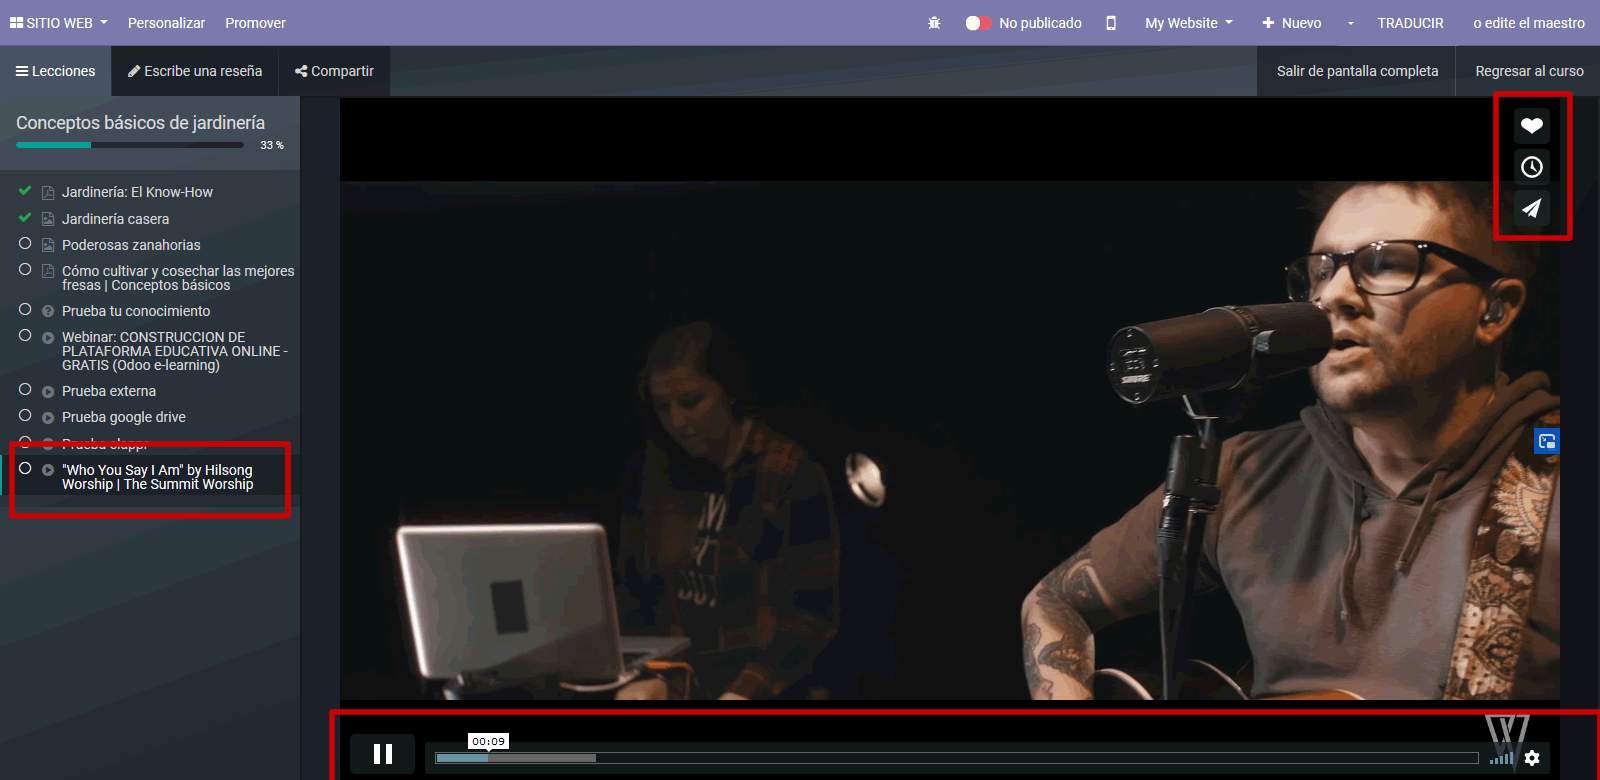 SITIO WEB Personalizar Promover No publicado My Website Nuevo TRADUCIR o edite el maestro
Lecciones Escribe una reseña Compartir Salir de pantalla completa Regresar al curso
Conceptos básicos de jardinería
33 %
Jardinería: El Know-How
Jardinería casera
Poderosas zanahorias
Cómo cultivar y cosechar las mejores
fresas | Conceptos básicos
Prueba tu conocimiento
Webinar: CONSTRUCCION DE
PLATAFORMA EDUCATIVA ONLINE -
GRATIS (Odoo e-learning)
Prueba externa
Prueba google drive
"Who You Say I Am" by Hilsong
Worship | The Summit Worship
SHURE
00:09
W